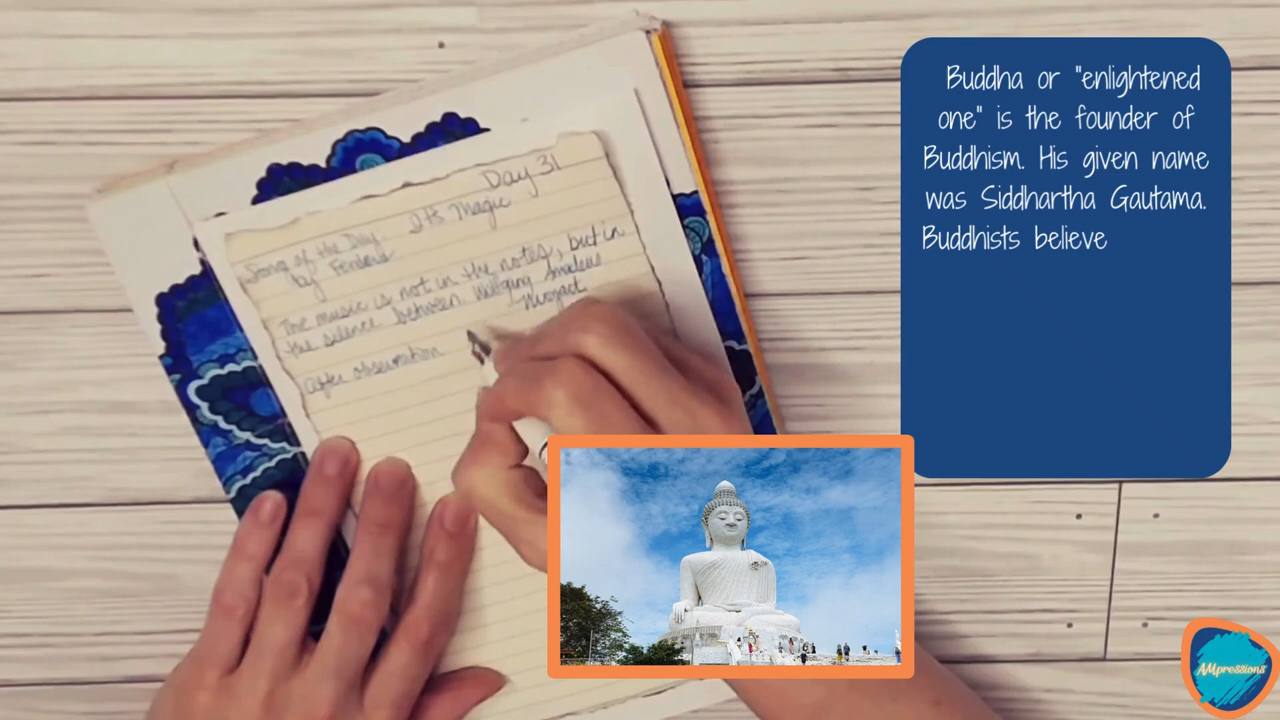 Day 31
It's Magic
Song of the Day:
by Fenders
The music is not in the notes, but in
the silence between. Wolfgang Amadeus
Mozart
After observation
Buddha or "enlightened
one" is the founder of
Buddhism. His given name
was Siddhartha Gautama.
Buddhists believe
AMpressions